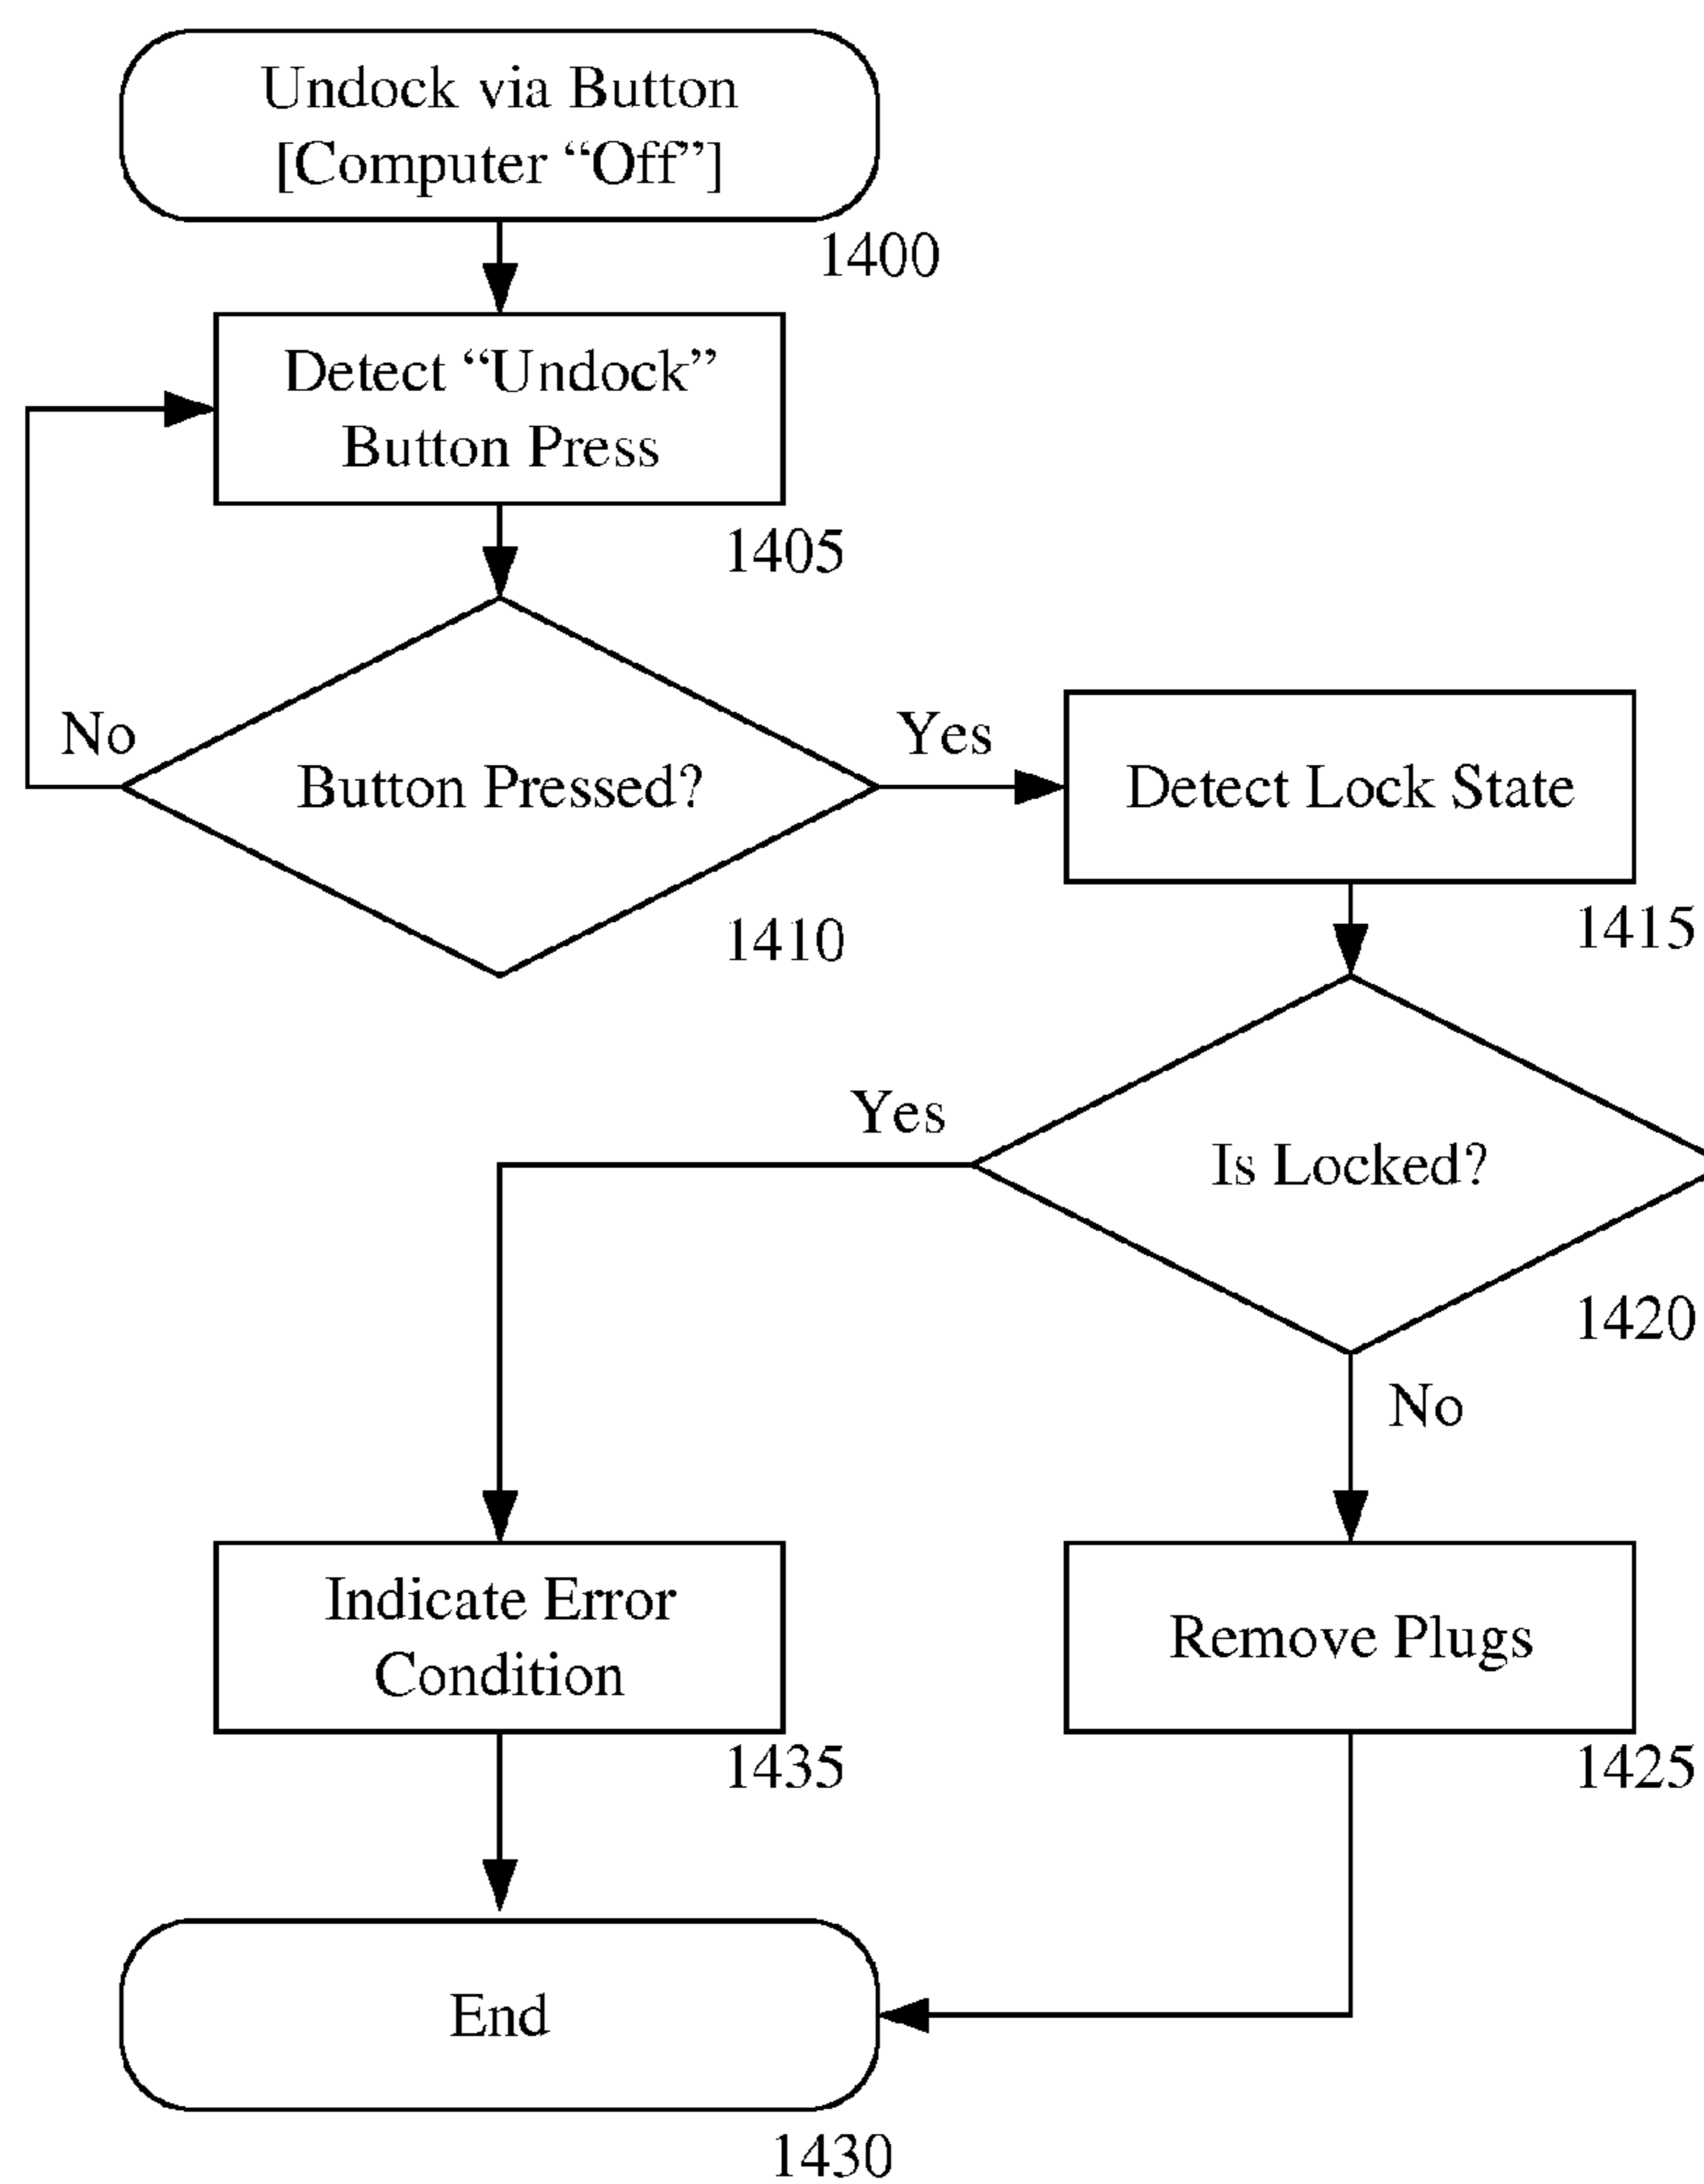 Undock via Button
[Computer “Off”]
1400
Detect “Undock”
Button Press
1405
No
Button Pressed?
Yes
1410
Detect Lock State
1415
Yes
Is Locked?
1420
No
Indicate Error
Condition
1435
Remove Plugs
1425
End
1430